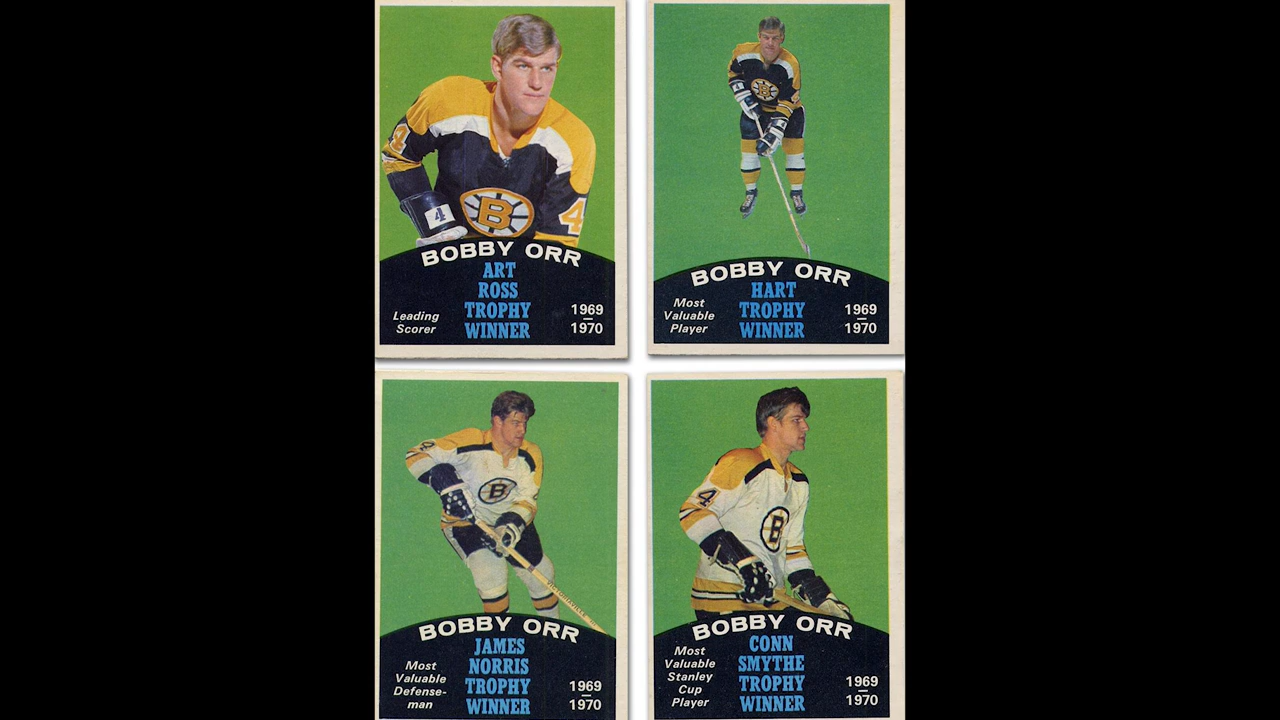 4
4
4
B
BOBBY ORR
ART
ROSS
TROPHY
WINNER
Leading
Scorer
1969
1970
B
BOBBY ORR
HART
TROPHY
WINNER
Most
Valuable
Player
1969
1970
B
BOBBY ORR
JAMES
NORRIS
TROPHY
WINNER
Most
Valuable
Defense-
man
1969
1970
4
B
BOBBY ORR
CONN
SMYTHE
TROPHY
WINNER
Most
Valuable
Stanley
Cup
Player
1969
1970